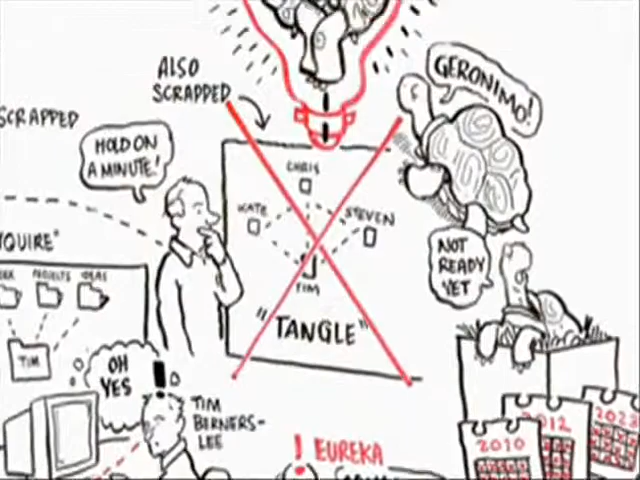 ALSO
SCRAPPED
GERONIMO!
SCRAPPED
HOLD ON
A MINUTE!
CHRIS
KATE
STEVEN
TIM
"TANGLE"
NOT
READY
YET
QUIRE"
PROJECTS
IDEAS
TIM
OH
YES
!
TIM
BERNERS-
LEE
! EUREKA
2010
2012
2023